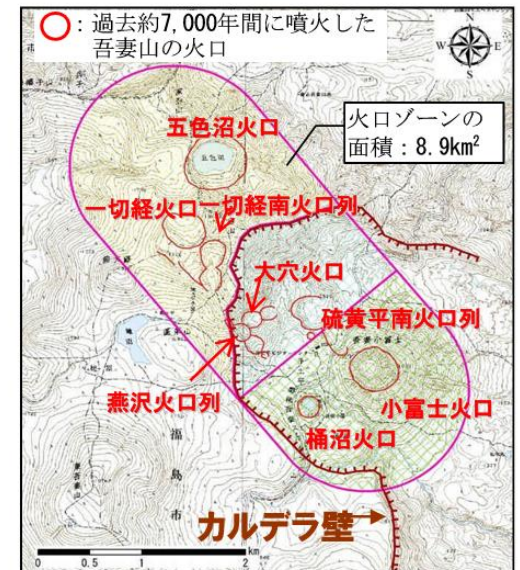 ○：過去約7,000年間に噴火した
吾妻山の火口
N
W E
S
火口ゾーンの
面積：8.9km²
五色沼火口
五色沼
一切経火口
一切経南火口列
大穴火口
硫黄平南火口列
燕沢火口列
小富士火口
桶沼火口
福
島
市
カルデラ壁
0 0.5 1 2 km